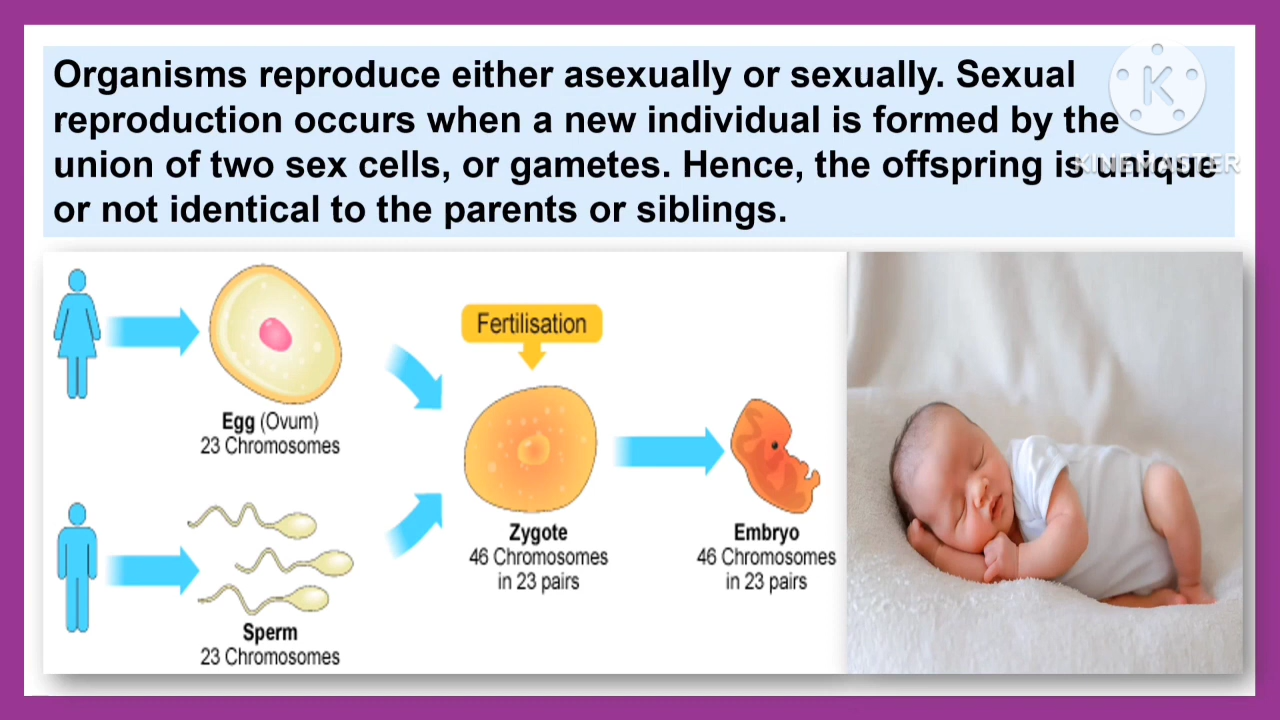 Organisms reproduce either asexually or sexually. Sexual
reproduction occurs when a new individual is formed by the
union of two sex cells, or gametes. Hence, the offspring is unique
or not identical to the parents or siblings.
K
KINEMASTER
Fertilisation
Egg (Ovum)
23 Chromosomes
Zygote
46 Chromosomes
in 23 pairs
Embryo
46 Chromosomes
in 23 pairs
Sperm
23 Chromosomes